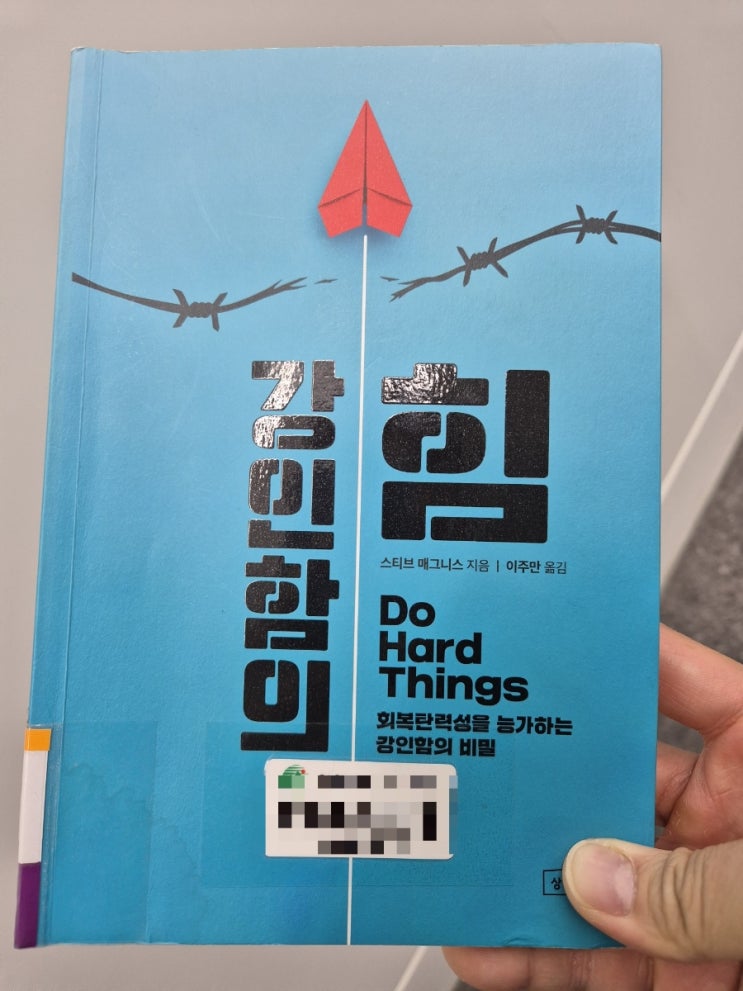 강인함의
힘
스티브 매그니스 지음 | 이주만 옮김
Do
Hard
Things
회복탄력성을 능가하는
강인함의 비밀
상